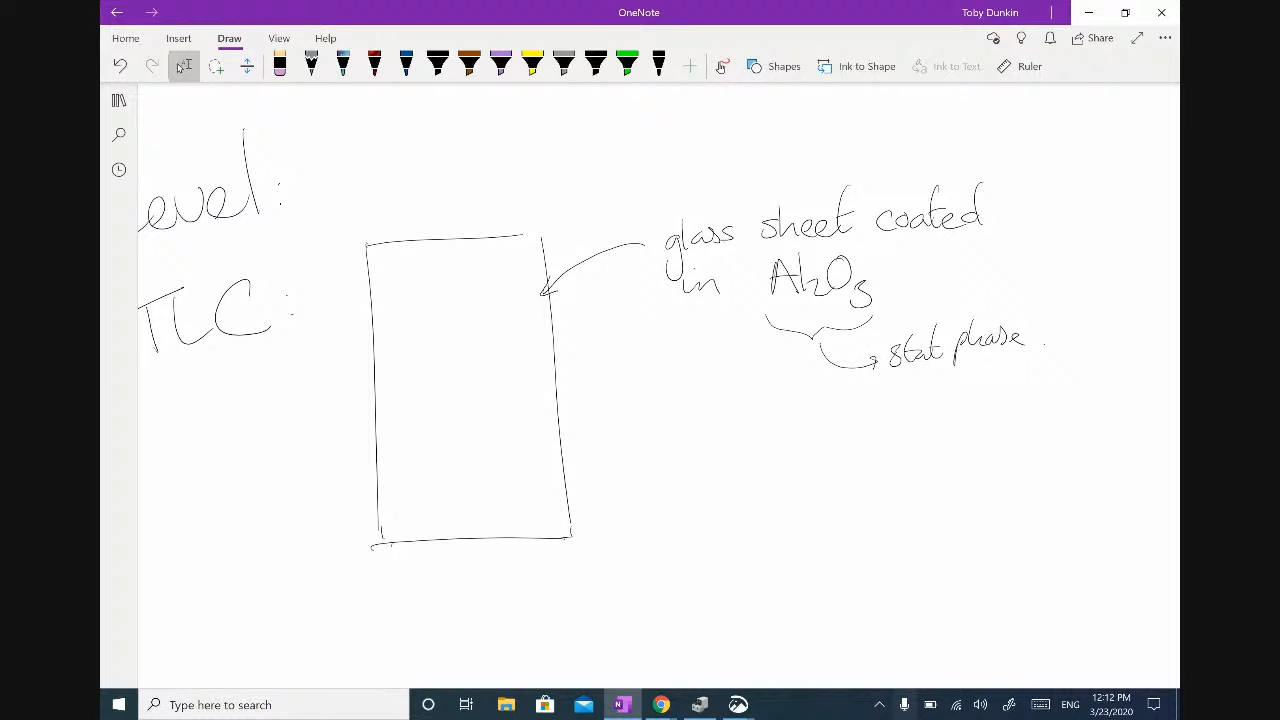 OneNote
Toby Dunkin
Home Insert Draw View Help
Share
Shapes
Ink to Shape
Ink to Text
Ruler
evel:
TLC:
glass sheet coated
in Al2O3
stat phase.
Type here to search
ENG
12:12 PM
3/23/2020